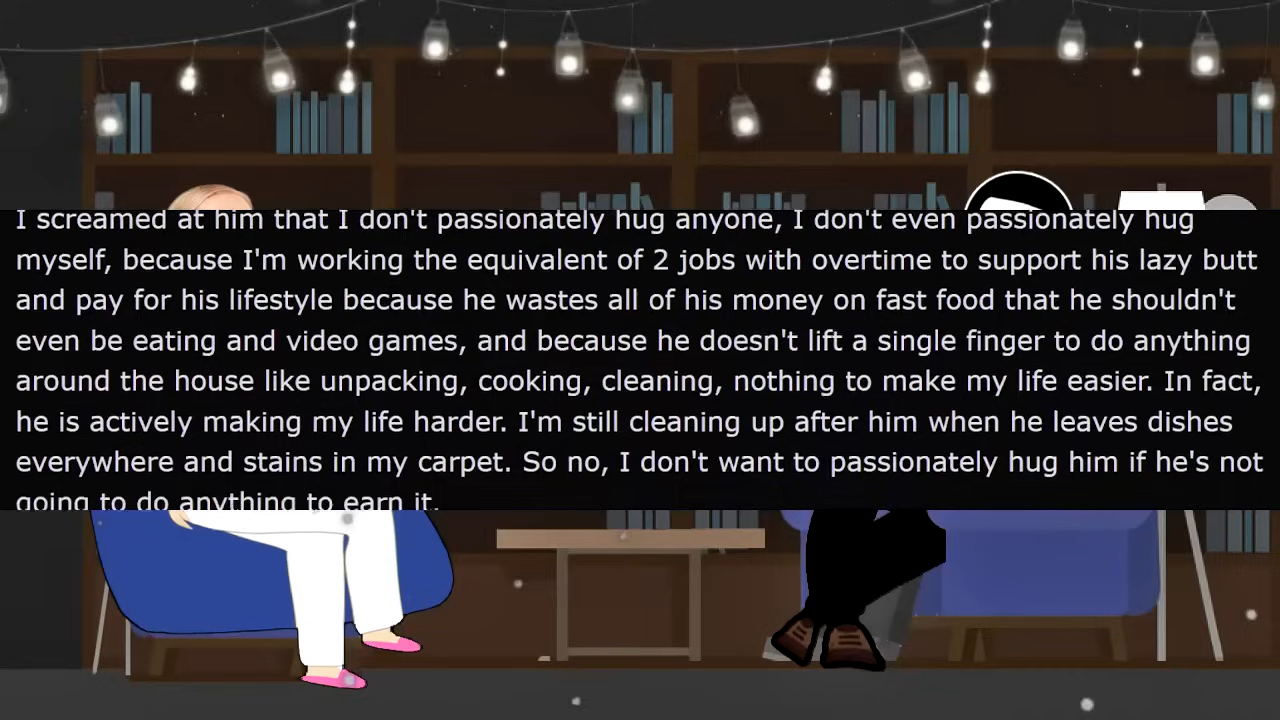 I screamed at him that I don't passionately hug anyone, I don't even passionately hug
myself, because I'm working the equivalent of 2 jobs with overtime to support his lazy butt
and pay for his lifestyle because he wastes all of his money on fast food that he shouldn't
even be eating and video games, and because he doesn't lift a single finger to do anything
around the house like unpacking, cooking, cleaning, nothing to make my life easier. In fact,
he is actively making my life harder. I'm still cleaning up after him when he leaves dishes
everywhere and stains in my carpet. So no, I don't want to passionately hug him if he's not
going to do anything to earn it.